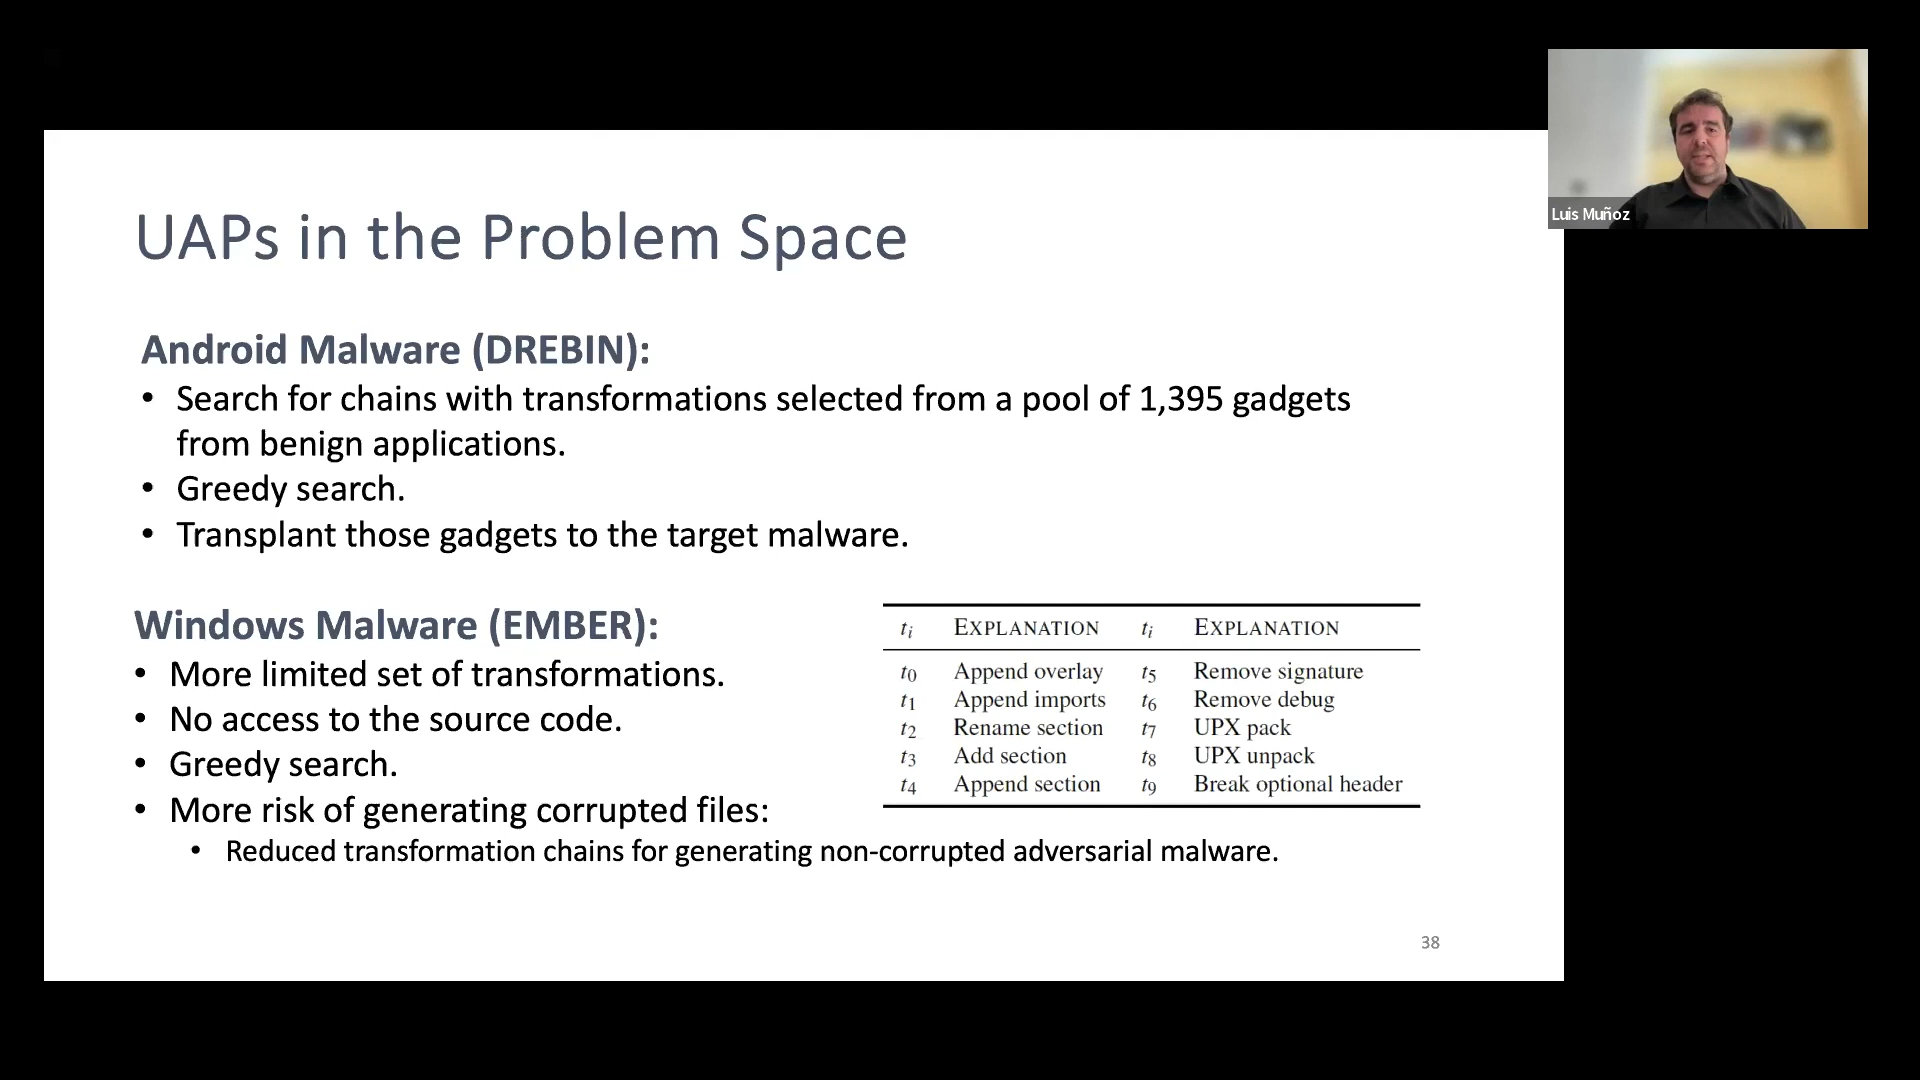 Luis Muñoz
UAPs in the Problem Space
Android Malware (DREBIN):
• Search for chains with transformations selected from a pool of 1,395 gadgets
from benign applications.
• Greedy search.
• Transplant those gadgets to the target malware.
Windows Malware (EMBER):
• More limited set of transformations.
• No access to the source code.
• Greedy search.
• More risk of generating corrupted files:
• Reduced transformation chains for generating non-corrupted adversarial malware.
tᵢ EXPLANATION tᵢ EXPLANATION
t₀ Append overlay t₅ Remove signature
t₁ Append imports t₆ Remove debug
t₂ Rename section t₇ UPX pack
t₃ Add section t₈ UPX unpack
t₄ Append section t₉ Break optional header
38